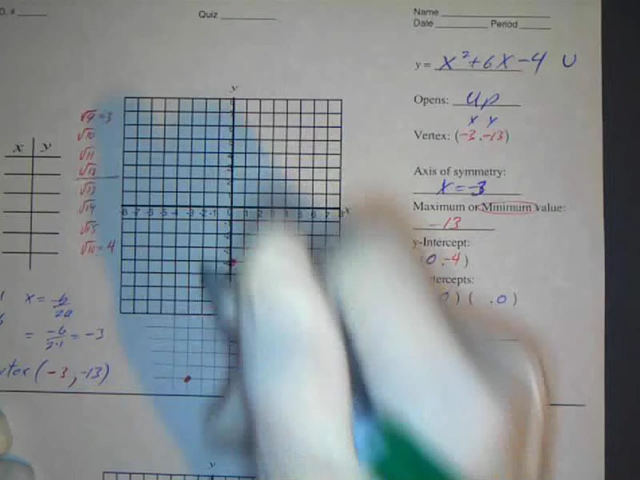 Quiz
Name
Date Period
y = x²+6x-4 U
Opens: up
x y
Vertex: (-3,-13)
Axis of symmetry:
x = -3
Maximum or Minimum value:
-13
y-Intercept:
0,-4)
0) ( ,0)
x y
√9=3
√10
√11
√12
√13
√14
√15
√16=4
y
x
x = -b/2a
= -6/2·1 = -3
(-3,-13)
y